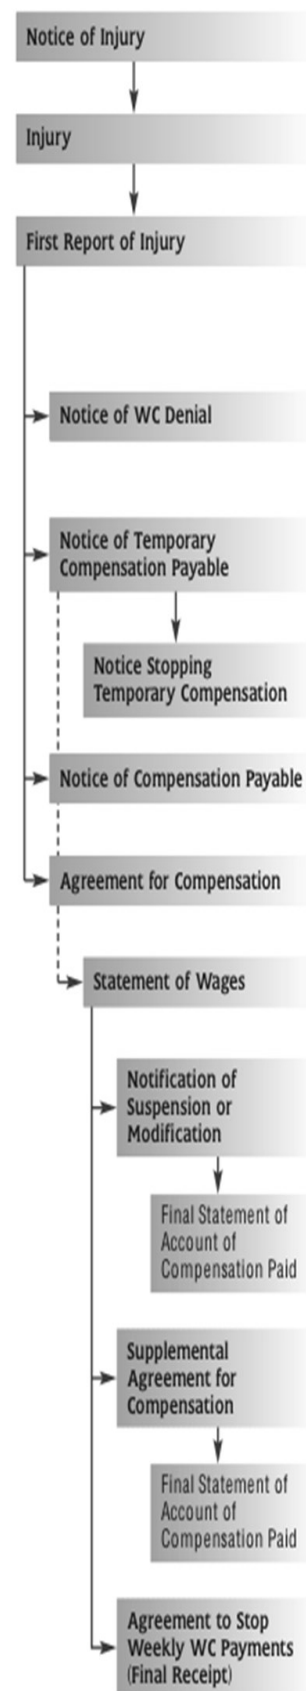 Notice of Injury
Injury
First Report of Injury
Notice of WC Denial
Notice of Temporary
Compensation Payable
Notice Stopping
Temporary Compensation
Notice of Compensation Payable
Agreement for Compensation
Statement of Wages
Notification of
Suspension or
Modification
Final Statement of
Account of
Compensation Paid
Supplemental
Agreement for
Compensation
Final Statement of
Account of
Compensation Paid
Agreement to Stop
Weekly WC Payments
(Final Receipt)